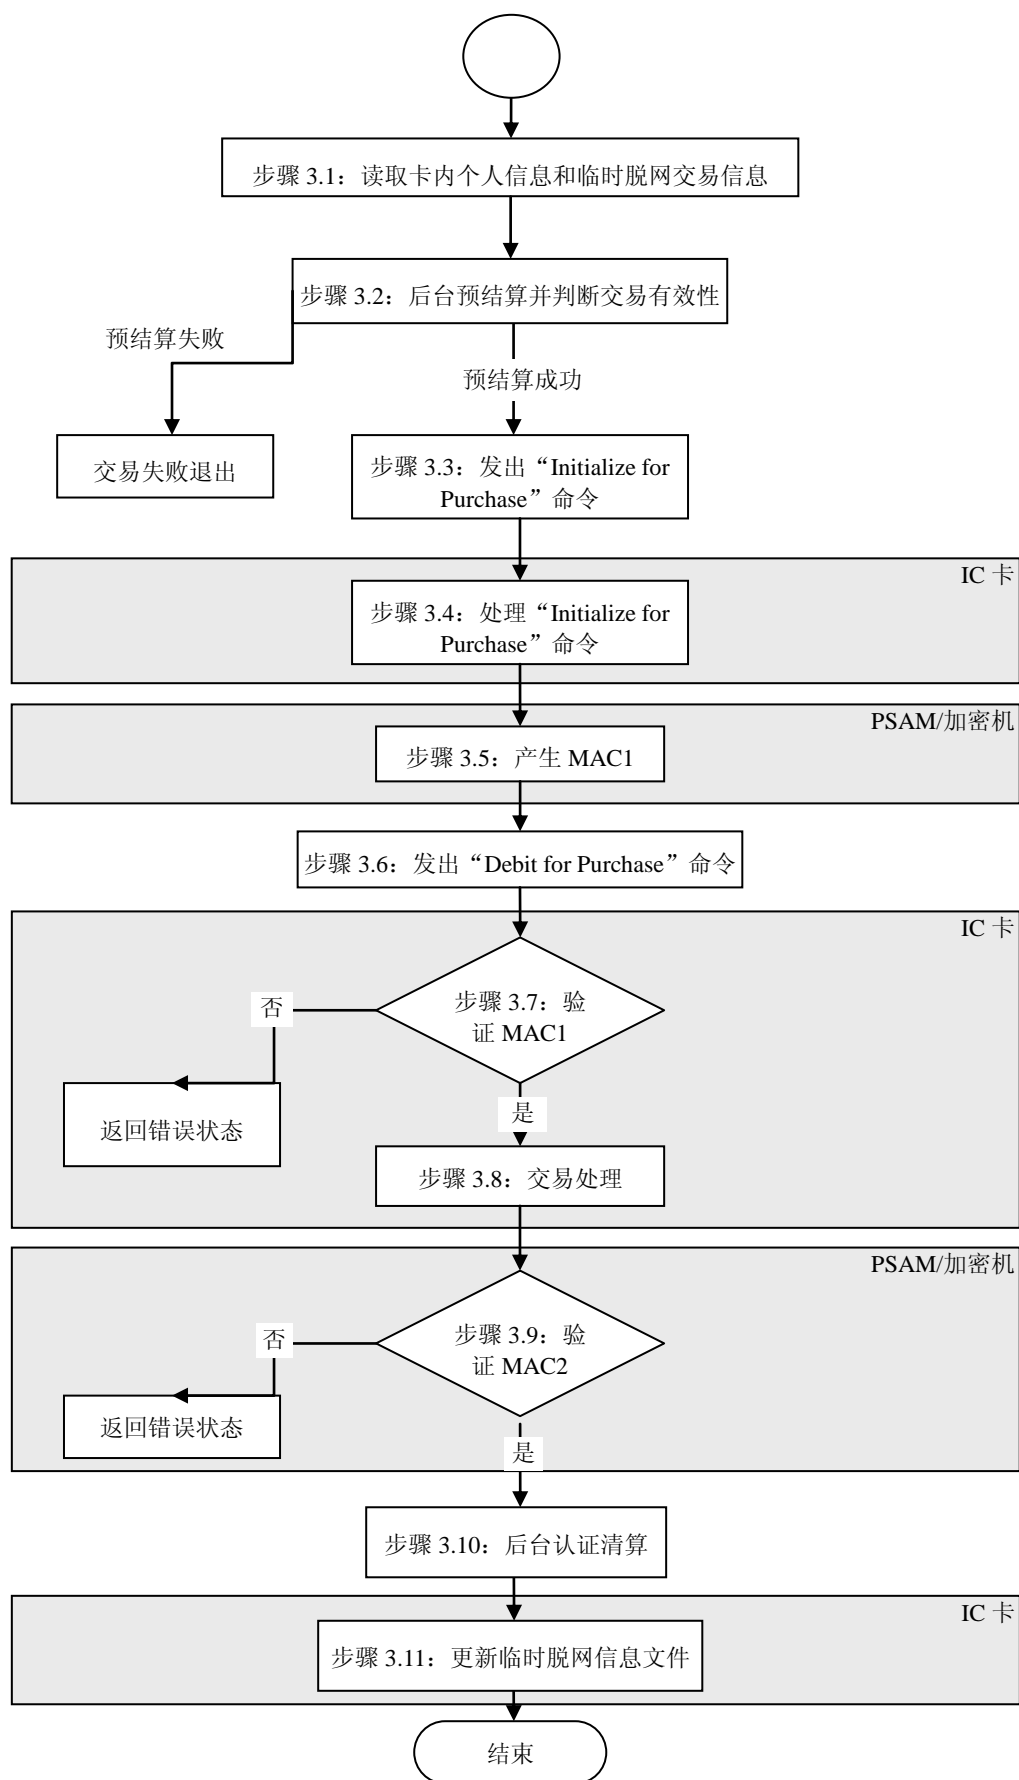 步骤 3.1：读取卡内个人信息和临时脱网交易信息
步骤 3.2：后台预结算并判断交易有效性
预结算失败
预结算成功
交易失败退出
步骤 3.3：发出“Initialize for
Purchase”命令
IC 卡
步骤 3.4：处理“Initialize for
Purchase”命令
PSAM/加密机
步骤 3.5：产生 MAC1
步骤 3.6：发出“Debit for Purchase”命令
IC 卡
步骤 3.7：验
证 MAC1
否
返回错误状态
是
步骤 3.8：交易处理
PSAM/加密机
步骤 3.9：验
证 MAC2
否
返回错误状态
是
步骤 3.10：后台认证清算
IC 卡
步骤 3.11：更新临时脱网信息文件
结束